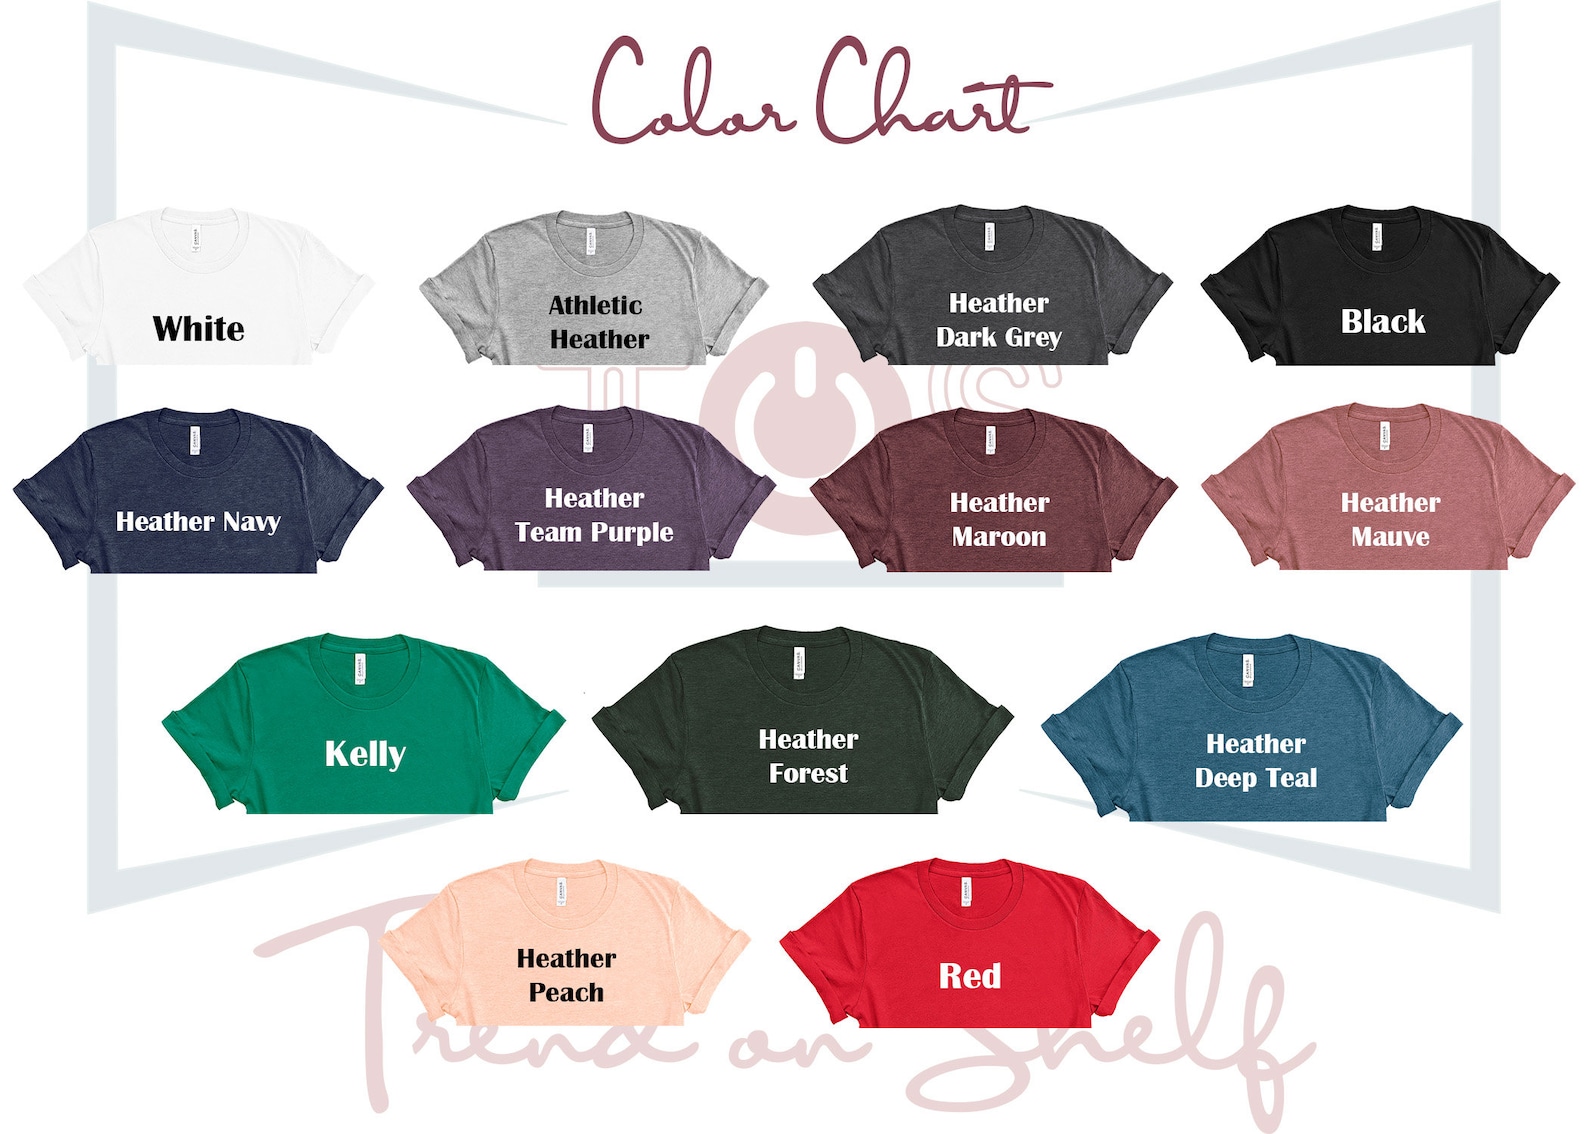 Color Chart
White
Athletic
Heather
Heather
Dark Grey
Black
Heather Navy
Heather
Team Purple
Heather
Maroon
Heather
Mauve
Kelly
Heather
Forest
Heather
Deep Teal
Heather
Peach
Red
Trend on Shelf